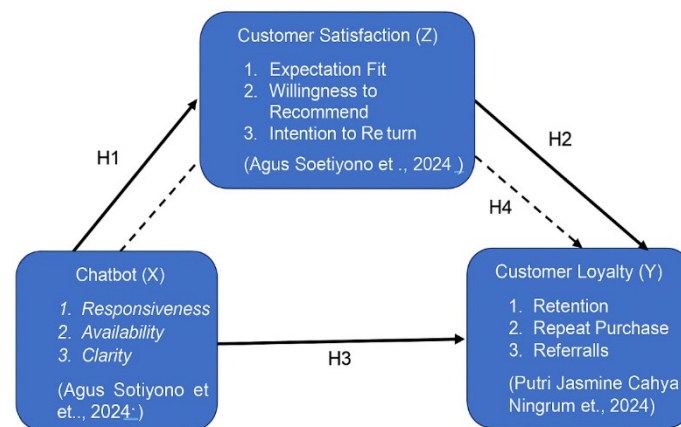 Customer Satisfaction (Z)
1. Expectation Fit
2. Willingness to
Recommend
3. Intention to Return
(Agus Soetiyono et ., 2024 )
H1
H2
H4
Chatbot (X)
1. Responsiveness
2. Availability
3. Clarity
(Agus Sotiyono et
et.., 2024.)
H3
Customer Loyalty (Y)
1. Retention
2. Repeat Purchase
3. Referralls
(Putri Jasmine Cahya
Ningrum et., 2024)